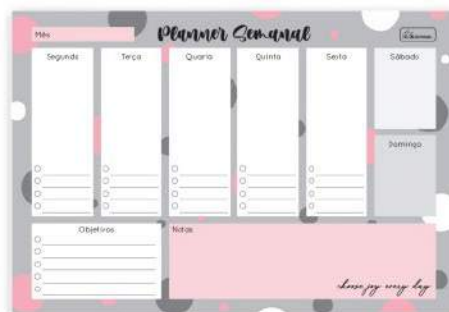 Planner Semanal
Mês
Segunda
Terça
Quarta
Quinta
Sexta
Sábado
Domingo
Objetivos
Notas
choose joy every day